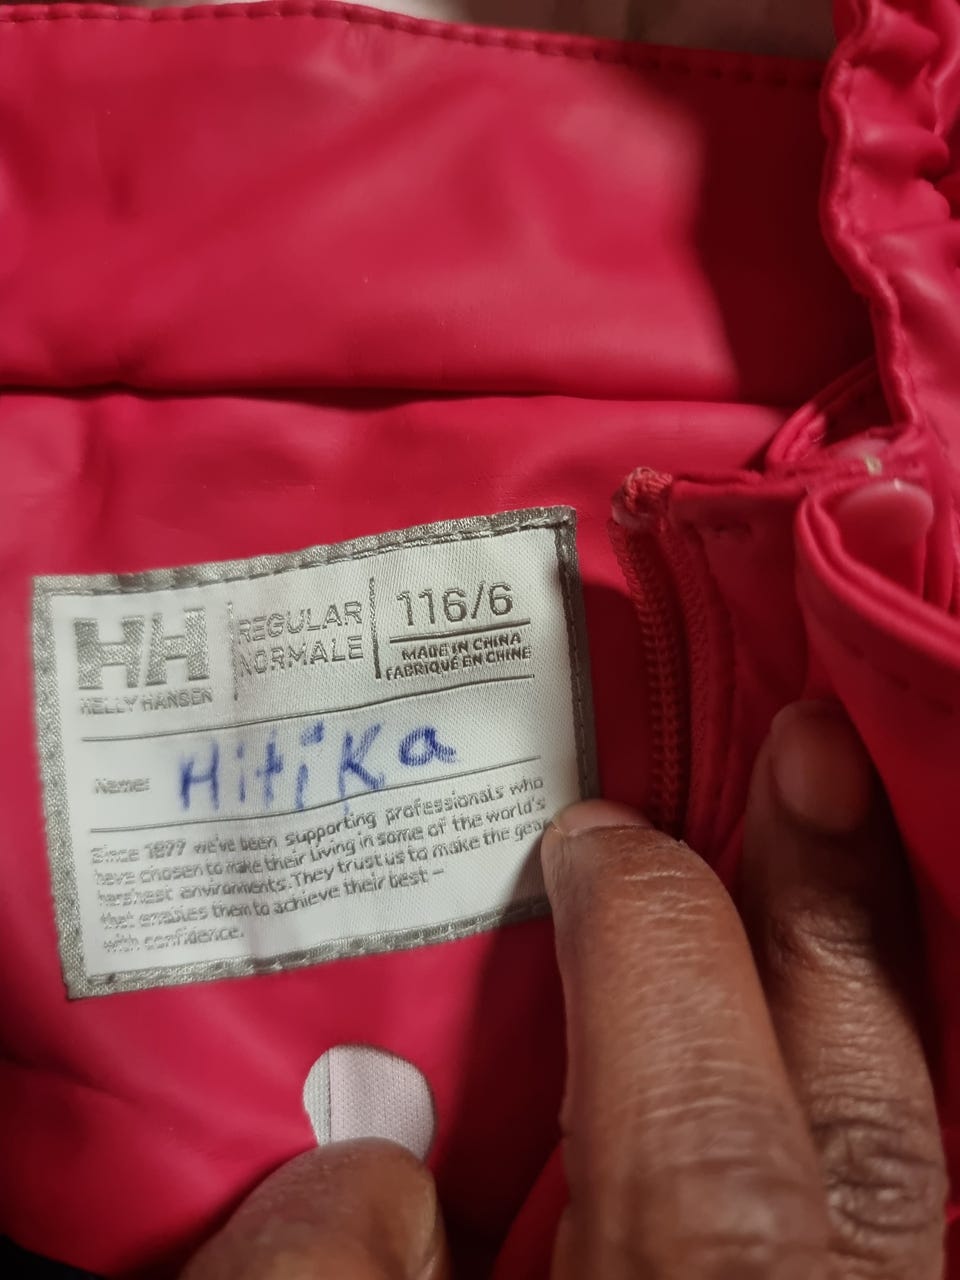 HH
HELLY HANSEN
REGULAR
NORMALE
116/6
MADE IN CHINA
FABRIQUÉ EN CHINE
Name: HitiKa
Since 1877 we've been supporting professionals who
have chosen to make their living in some of the world's
harshest environments. They trust us to make the gear
that enables them to achieve their best –
with confidence.